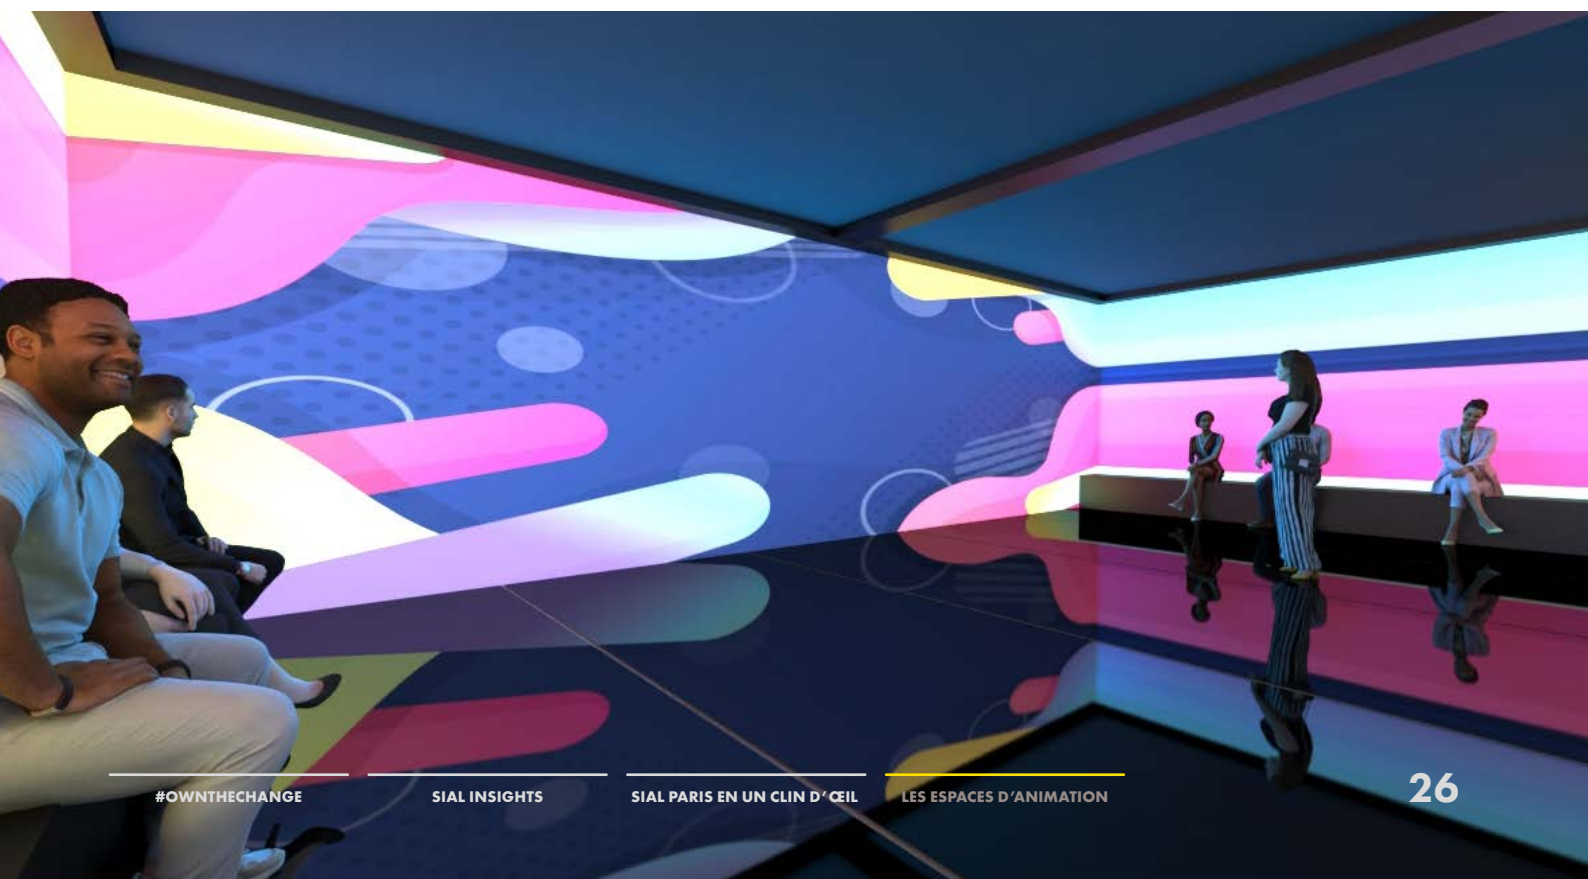 #OWNTHECHANGE
SIAL INSIGHTS
SIAL PARIS EN UN CLIN D’ŒIL
LES ESPACES D’ANIMATION
26